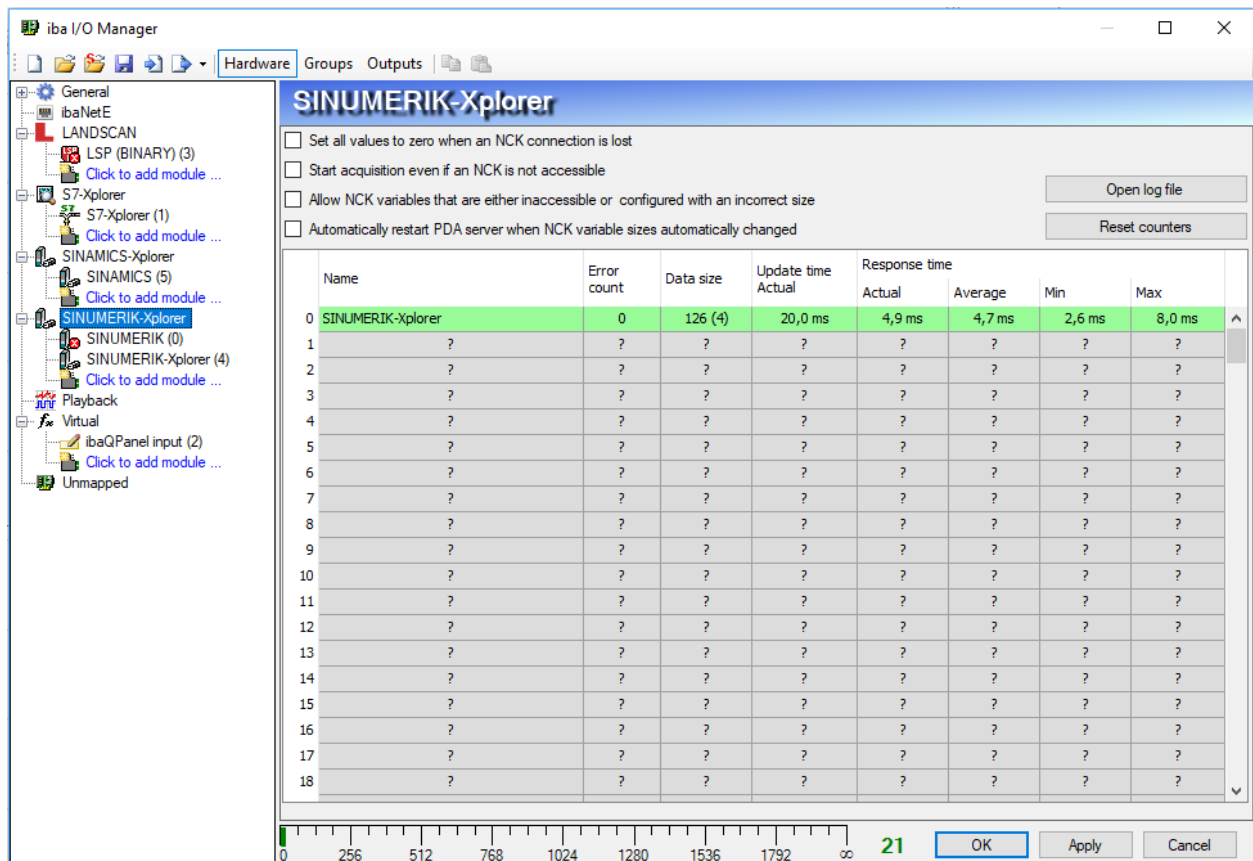 iba I/O Manager
Hardware Groups Outputs
General
ibaNetE
LANDSCAN
LSP (BINARY) (3)
Click to add module ...
S7-Xplorer
S7-Xplorer (1)
Click to add module ...
SINAMICS-Xplorer
SINAMICS (5)
Click to add module ...
SINUMERIK-Xplorer
SINUMERIK (0)
SINUMERIK-Xplorer (4)
Click to add module ...
Playback
Virtual
ibaQPanel input (2)
Click to add module ...
Unmapped
SINUMERIK-Xplorer
Set all values to zero when an NCK connection is lost
Start acquisition even if an NCK is not accessible
Allow NCK variables that are either inaccessible or configured with an incorrect size
Automatically restart PDA server when NCK variable sizes automatically changed
Open log file
Reset counters
Name Error count Data size Update time Actual Response time
Actual Average Min Max
0 SINUMERIK-Xplorer 0 126 (4) 20,0 ms 4,9 ms 4,7 ms 2,6 ms 8,0 ms
1 ? ? ? ? ? ? ? ?
2 ? ? ? ? ? ? ? ?
3 ? ? ? ? ? ? ? ?
4 ? ? ? ? ? ? ? ?
5 ? ? ? ? ? ? ? ?
6 ? ? ? ? ? ? ? ?
7 ? ? ? ? ? ? ? ?
8 ? ? ? ? ? ? ? ?
9 ? ? ? ? ? ? ? ?
10 ? ? ? ? ? ? ? ?
11 ? ? ? ? ? ? ? ?
12 ? ? ? ? ? ? ? ?
13 ? ? ? ? ? ? ? ?
14 ? ? ? ? ? ? ? ?
15 ? ? ? ? ? ? ? ?
16 ? ? ? ? ? ? ? ?
17 ? ? ? ? ? ? ? ?
18 ? ? ? ? ? ? ? ?
0 256 512 768 1024 1280 1536 1792 ∞
21
OK Apply Cancel